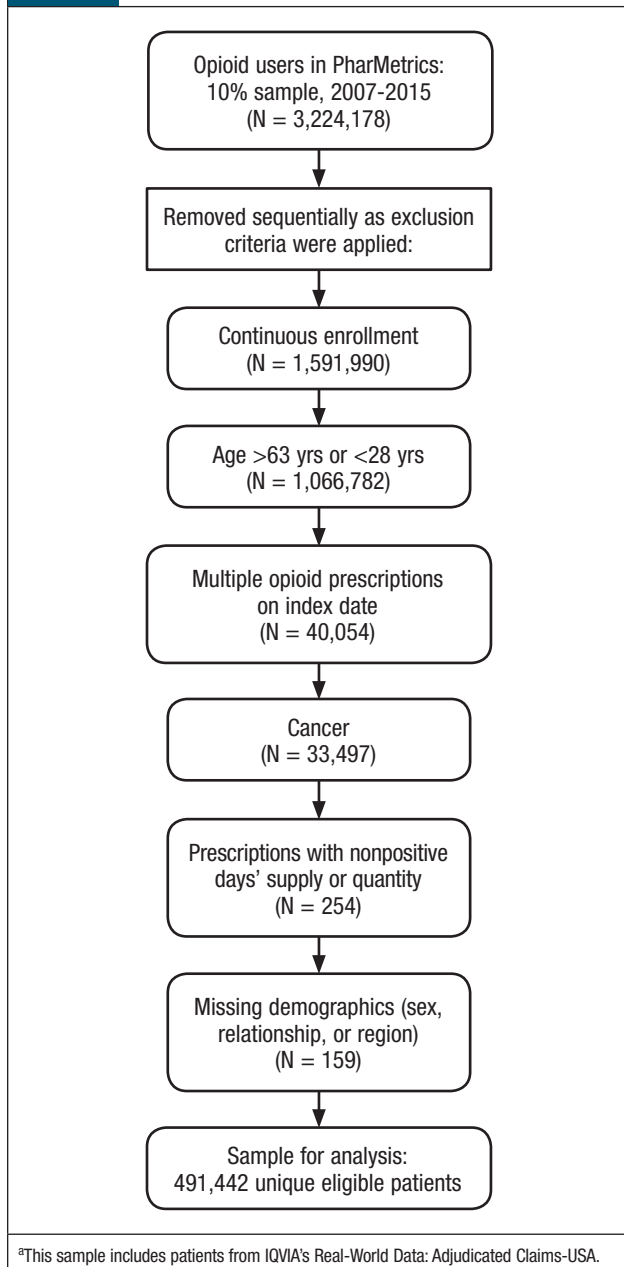 Opioid users in PharMetrics:
10% sample, 2007-2015
(N = 3,224,178)
Removed sequentially as exclusion
criteria were applied:
Continuous enrollment
(N = 1,591,990)
Age >63 yrs or <28 yrs
(N = 1,066,782)
Multiple opioid prescriptions
on index date
(N = 40,054)
Cancer
(N = 33,497)
Prescriptions with nonpositive
days’ supply or quantity
(N = 254)
Missing demographics (sex,
relationship, or region)
(N = 159)
Sample for analysis:
491,442 unique eligible patients
ᵃThis sample includes patients from IQVIA’s Real-World Data: Adjudicated Claims-USA.